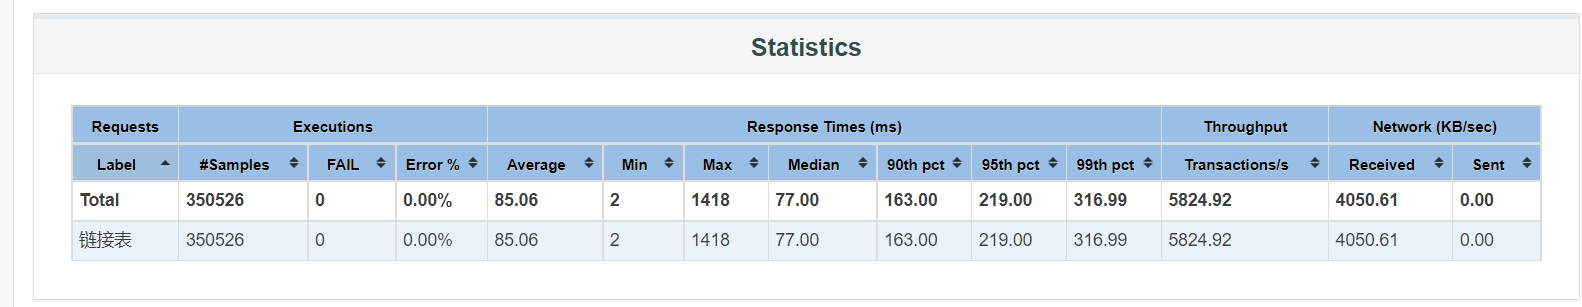 Statistics
Requests Executions Response Times (ms) Throughput Network (KB/sec)
Label #Samples FAIL Error % Average Min Max Median 90th pct 95th pct 99th pct Transactions/s Received Sent
Total 350526 0 0.00% 85.06 2 1418 77.00 163.00 219.00 316.99 5824.92 4050.61 0.00
链接表 350526 0 0.00% 85.06 2 1418 77.00 163.00 219.00 316.99 5824.92 4050.61 0.00